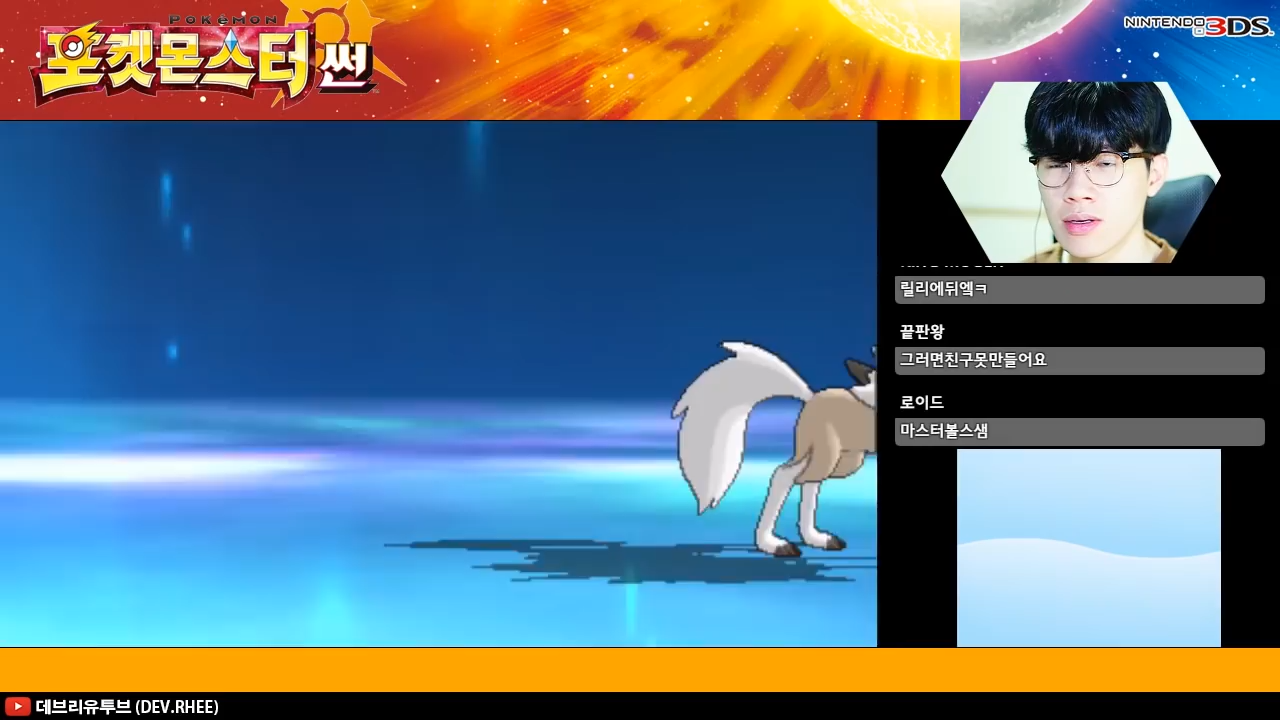 POKéMON
포켓몬스터 썬
NINTENDO 3DS
릴리에뒤엨ㅋ
끝판왕
그러면친구못만들어요
로이드
마스터볼스샘
데브리유투브 (DEV.RHEE)